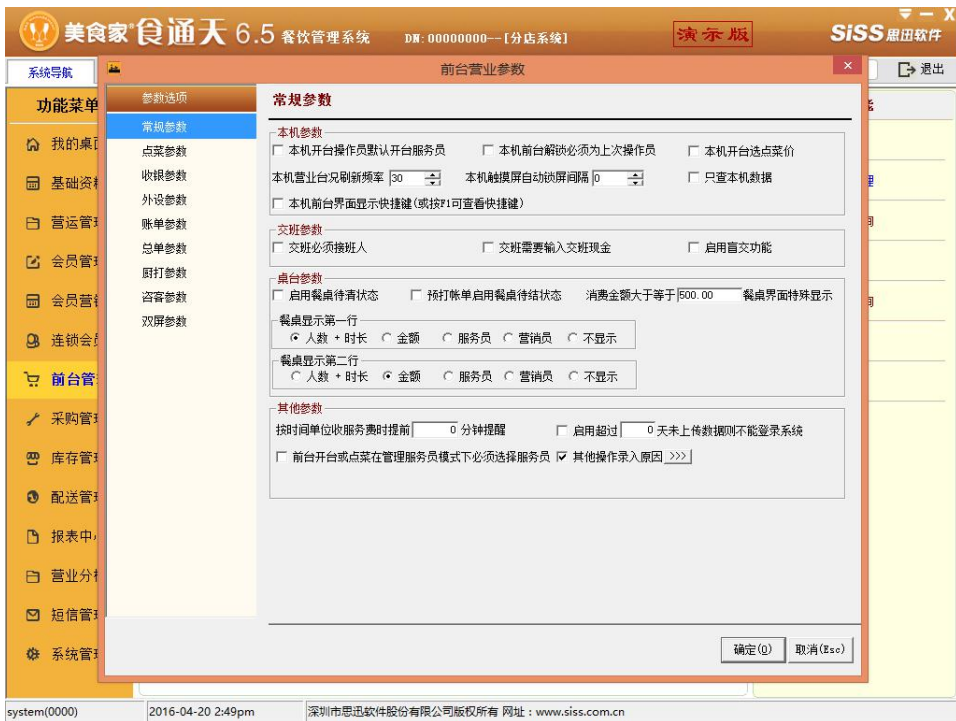 美食家®食通天 6.5 餐饮管理系统 DN:00000000--[分店系统] 演示版 SiSS思迅软件
系统导航 前台营业参数 退出
功能菜单
我的桌
基础资
营运管
会员管
会员营
连锁会
前台管
采购管
库存管
配送管
报表中
营业分
短信管
系统管
参数选项
常规参数
点菜参数
收银参数
外设参数
账单参数
总单参数
厨打参数
咨客参数
双屏参数
常规参数
本机参数
本机开台操作员默认开台服务员 本机前台解锁必须为上次操作员 本机开台选点菜价
本机营业台况刷新频率 30 本机触摸屏自动锁屏间隔 0 只查本机数据
本机前台界面显示快捷键(或按F1可查看快捷键)
交班参数
交班必须接班人 交班需要输入交班现金 启用盲交功能
桌台参数
启用餐桌待清状态 预打帐单启用餐桌待结状态 消费金额大于等于 500.00 餐桌界面特殊显示
餐桌显示第一行
人数 + 时长 金额 服务员 营销员 不显示
餐桌显示第二行
人数 + 时长 金额 服务员 营销员 不显示
其他参数
按时间单位收服务费时提前 0 分钟提醒 启用超过 0 天未上传数据则不能登录系统
前台开台或点菜在管理服务员模式下必须选择服务员 其他操作录入原因 >>>
确定(O) 取消(Esc)
system(0000) 2016-04-20 2:49pm 深圳市思迅软件股份有限公司版权所有 网址：www.siss.com.cn